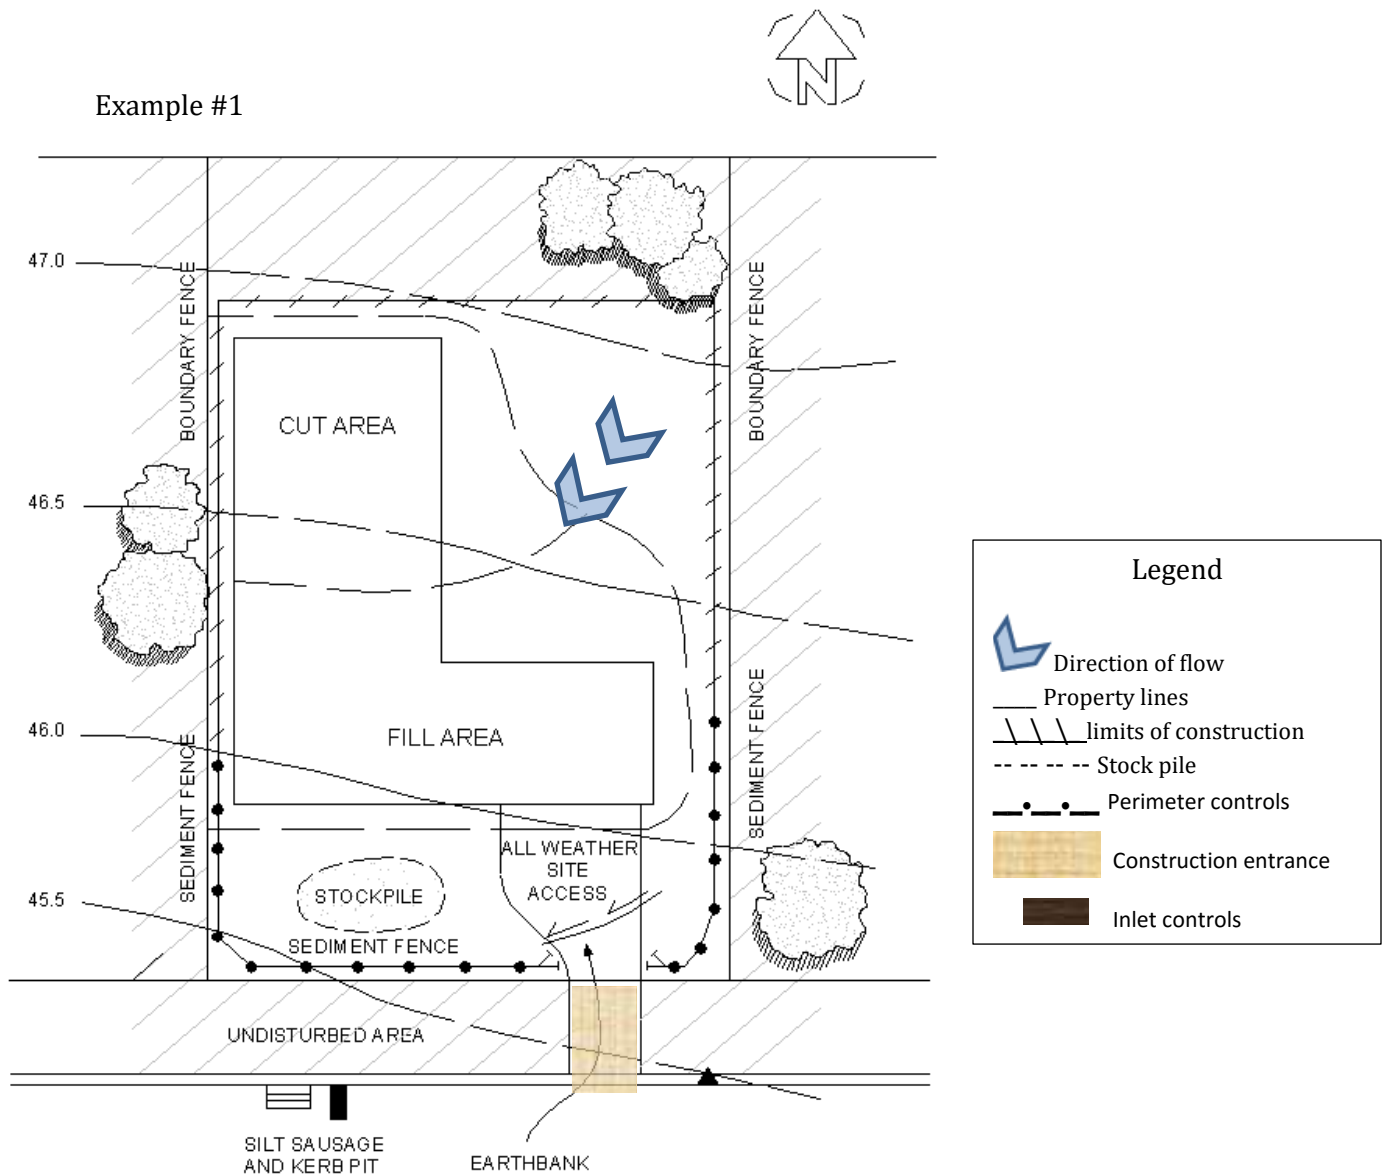 N
Example #1
47.0
BOUNDARY FENCE
BOUNDARY FENCE
CUT AREA
46.5
Legend
Direction of flow
Property lines
limits of construction
Stock pile
Perimeter controls
Construction entrance
Inlet controls
SEDIMENT FENCE
SEDIMENT FENCE
46.0
FILL AREA
ALL WEATHER
SITE
ACCESS
STOCKPILE
45.5
SEDIMENT FENCE
UNDISTURBED AREA
SILT SAUSAGE
AND KERB PIT
EARTHBANK